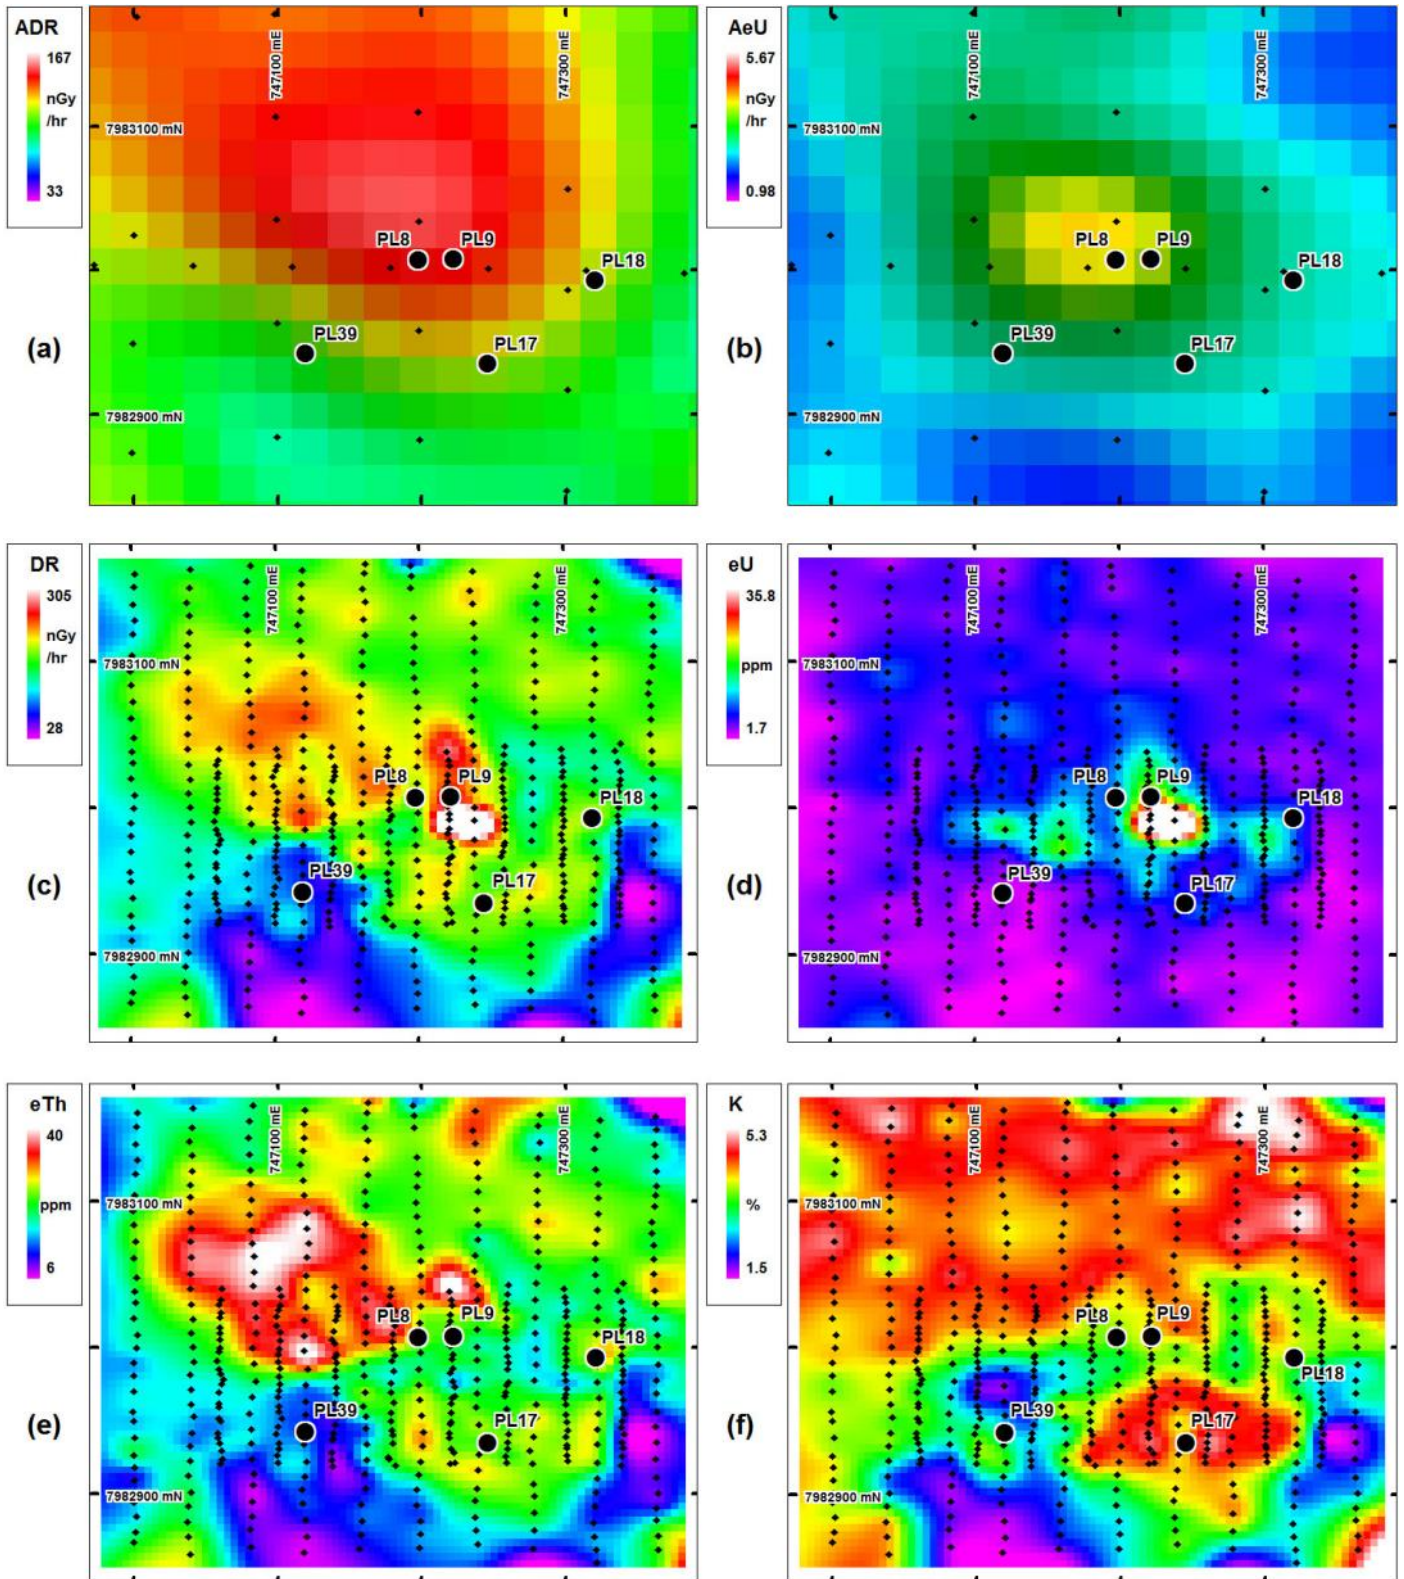 ADR
167
nGy
/hr
33
747100 mE
747300 mE
7983100 mN
PL8
PL9
PL18
PL39
PL17
(a)
7982900 mN
AeU
5.67
nGy
/hr
0.98
747100 mE
747300 mE
7983100 mN
PL8
PL9
PL18
PL39
PL17
(b)
7982900 mN
DR
305
nGy
/hr
28
747100 mE
747300 mE
7983100 mN
PL8
PL9
PL18
PL39
PL17
(c)
7982900 mN
eU
35.8
ppm
1.7
747100 mE
747300 mE
7983100 mN
PL8
PL9
PL18
PL39
PL17
(d)
7982900 mN
eTh
40
ppm
6
747100 mE
747300 mE
7983100 mN
PL8
PL9
PL18
PL39
PL17
(e)
7982900 mN
K
5.3
%
1.5
747100 mE
747300 mE
7983100 mN
PL8
PL9
PL18
PL39
PL17
(f)
7982900 mN